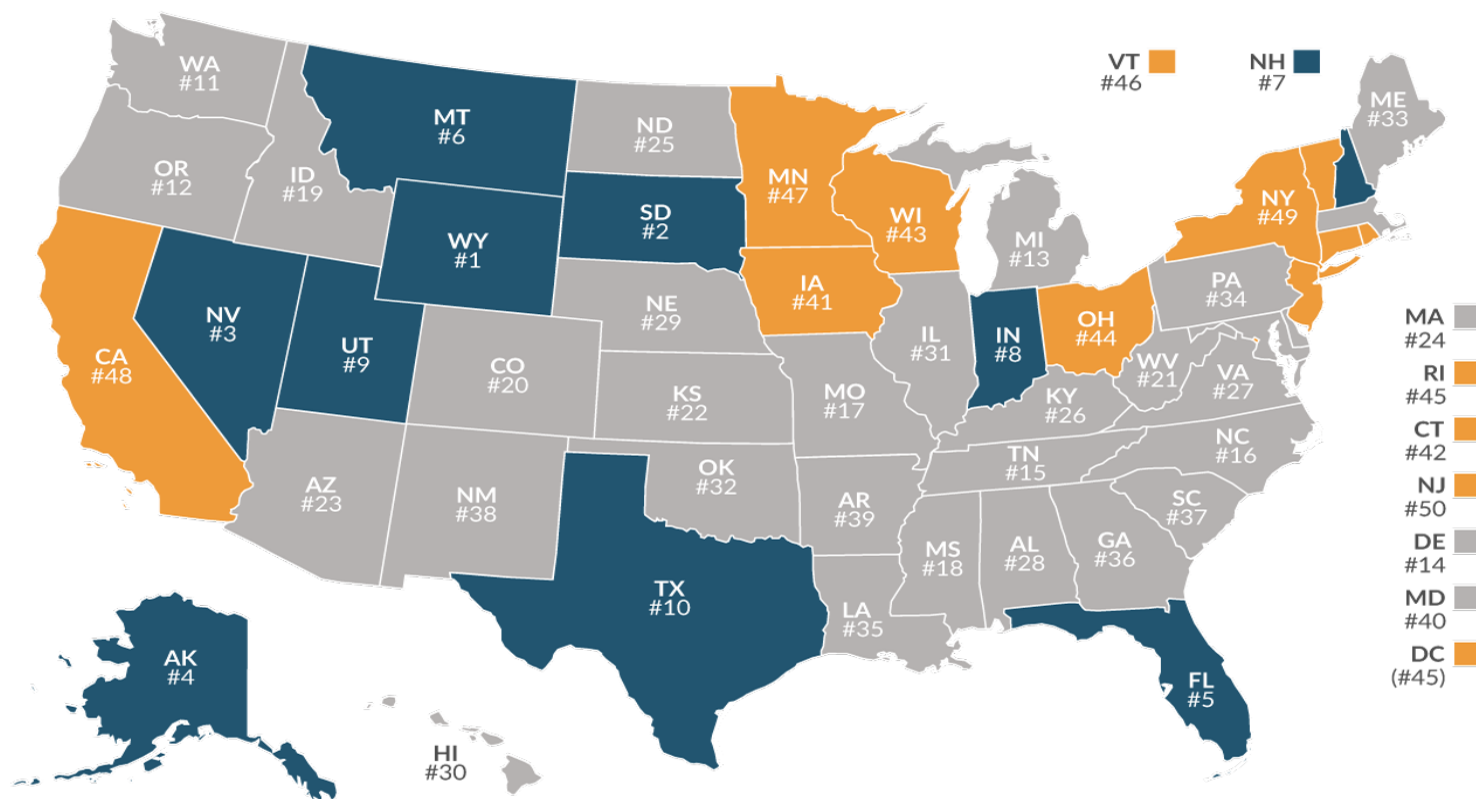 WA
#11
OR
#12
ID
#19
MT
#6
WY
#1
CA
#48
NV
#3
UT
#9
AZ
#23
CO
#20
NM
#38
ND
#25
SD
#2
NE
#29
KS
#22
OK
#32
TX
#10
MN
#47
IA
#41
MO
#17
AR
#39
LA
#35
WI
#43
IL
#31
MI
#13
IN
#8
OH
#44
KY
#26
TN
#15
MS
#18
AL
#28
GA
#36
FL
#5
SC
#37
NC
#16
VA
#27
WV
#21
PA
#34
NY
#49
VT
#46
NH
#7
ME
#33
MA
#24
RI
#45
CT
#42
NJ
#50
DE
#14
MD
#40
DC
(#45)
AK
#4
HI
#30